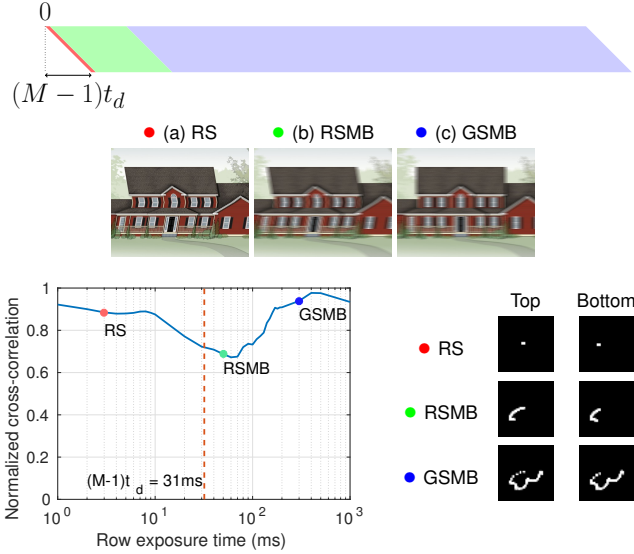 0
(M − 1)t_d
(a) RS (b) RSMB (c) GSMB
Normalized cross-correlation
1
0.8
0.6
0.4
0.2
0
RS
RSMB
GSMB
(M-1)t_d = 31ms
10^0 10^1 10^2 10^3
Row exposure time (ms)
Top Bottom
RS
RSMB
GSMB